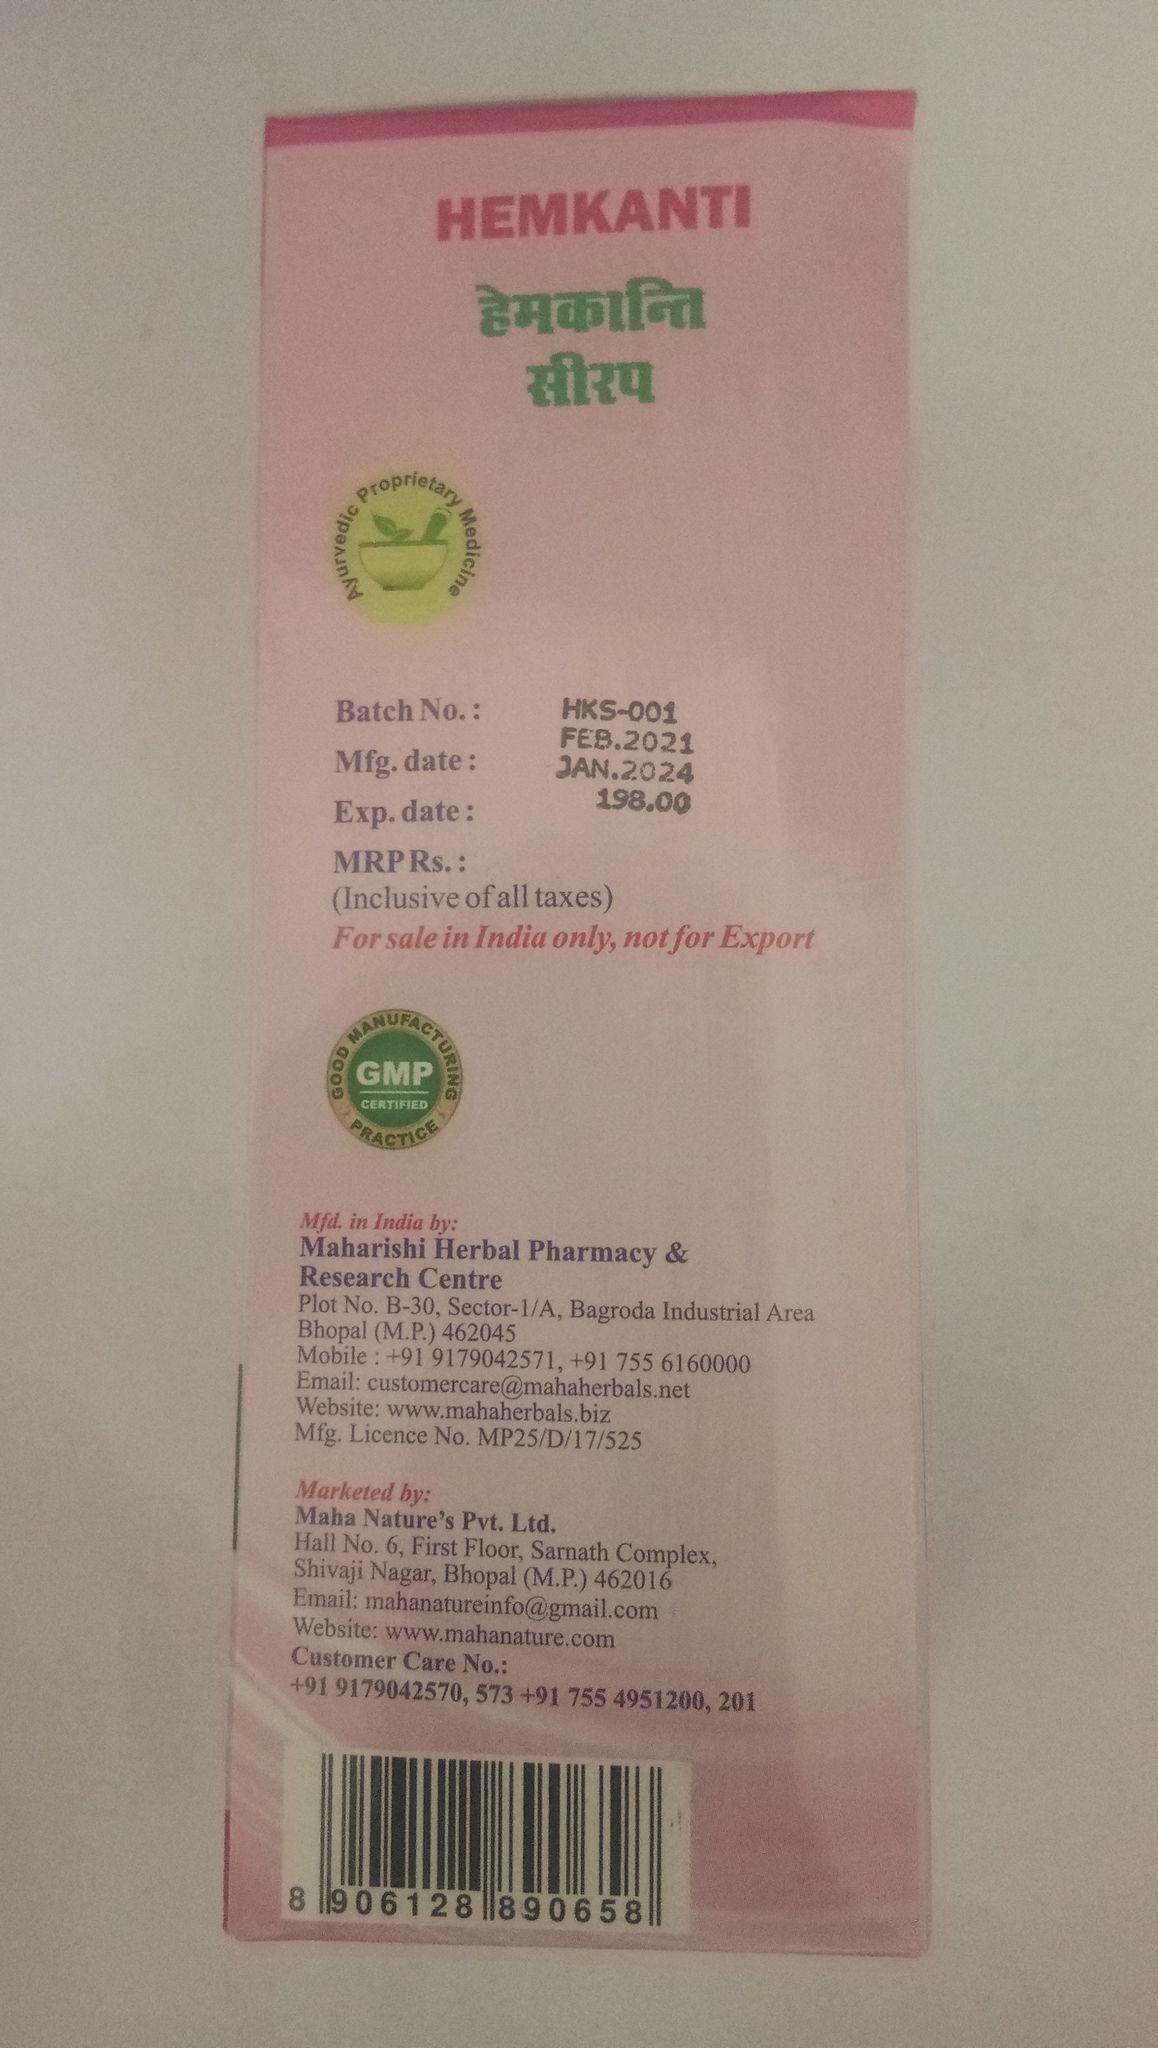 HEMKANTI
हेमकान्ति
सीरप
Ayurvedic Proprietary Medicine
Batch No. : HKS-001
Mfg. date : FEB.2021
Exp. date : JAN.2024
MRP Rs. : 198.00
(Inclusive of all taxes)
For sale in India only, not for Export
GOOD MANUFACTURING
GMP
CERTIFIED
PRACTICE
Mfd. in India by:
Maharishi Herbal Pharmacy &
Research Centre
Plot No. B-30, Sector-1/A, Bagroda Industrial Area
Bhopal (M.P.) 462045
Mobile : +91 9179042571, +91 755 6160000
Email: customercare@mahaherbals.net
Website: www.mahaherbals.biz
Mfg. Licence No. MP25/D/17/525
Marketed by:
Maha Nature's Pvt. Ltd.
Hall No. 6, First Floor, Sarnath Complex,
Shivaji Nagar, Bhopal (M.P.) 462016
Email: mahanatureinfo@gmail.com
Website: www.mahanature.com
Customer Care No.:
+91 9179042570, 573 +91 755 4951200, 201
8 906128 890658